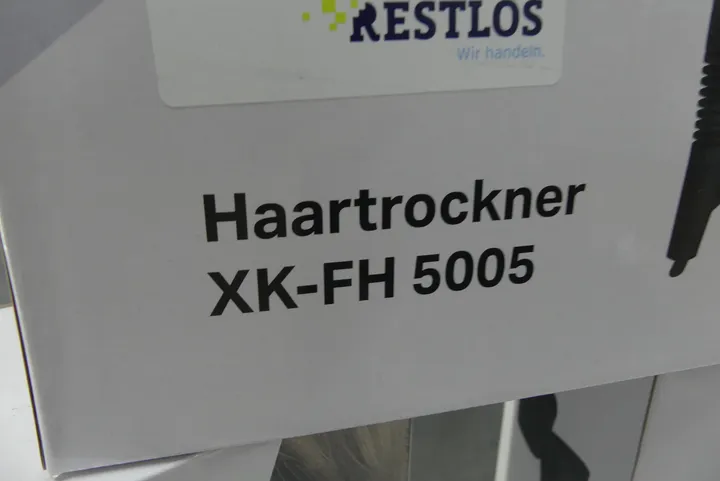 RESTLOS
Wir handeln.
Haartrockner
XK-FH 5005